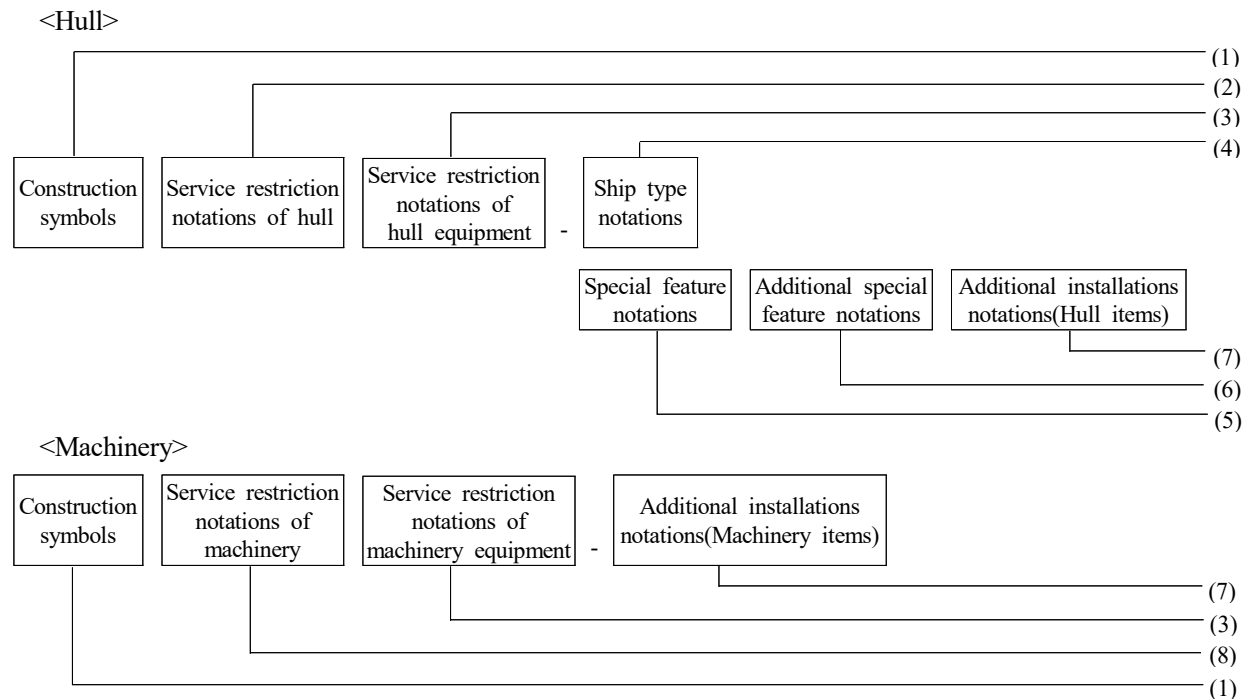 <Hull>
(1)
(2)
(3)
(4)
Construction
symbols
Service restriction
notations of hull
Service restriction
notations of
hull equipment
-
Ship type
notations
Special feature
notations
Additional special
feature notations
Additional installations
notations(Hull items)
(7)
(6)
(5)
<Machinery>
Construction
symbols
Service restriction
notations of
machinery
Service restriction
notations of
machinery equipment
-
Additional installations
notations(Machinery items)
(7)
(3)
(8)
(1)